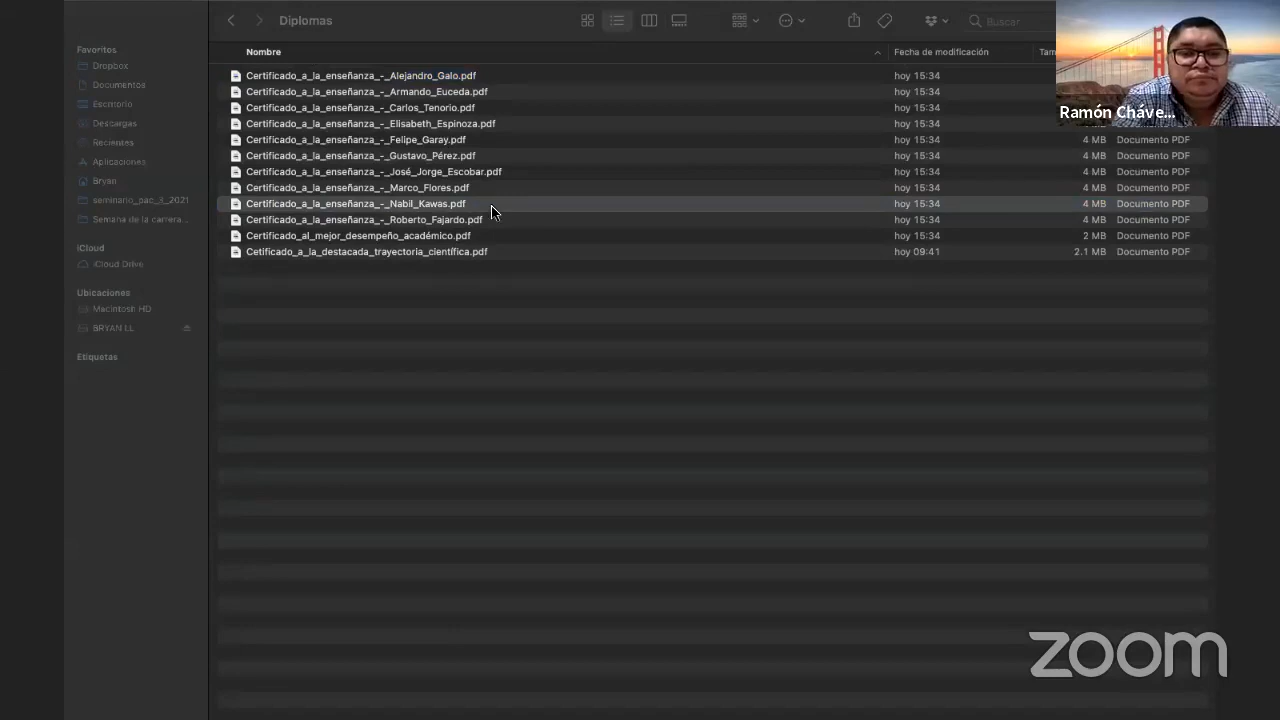 Diplomas
Buscar
Favoritos
Dropbox
Documentos
Escritorio
Descargas
Recientes
Aplicaciones
Bryan
seminario_pac_3_2021
Semana de la carrera...
iCloud
iCloud Drive
Ubicaciones
Macintosh HD
BRYAN LL
Etiquetas
Nombre Fecha de modificación Tam
Certificado_a_la_enseñanza_-_Alejandro_Galo.pdf hoy 15:34
Certificado_a_la_enseñanza_-_Armando_Euceda.pdf hoy 15:34
Certificado_a_la_enseñanza_-_Carlos_Tenorio.pdf hoy 15:34
Certificado_a_la_enseñanza_-_Elisabeth_Espinoza.pdf hoy 15:34
Certificado_a_la_enseñanza_-_Felipe_Garay.pdf hoy 15:34 4 MB Documento PDF
Certificado_a_la_enseñanza_-_Gustavo_Pérez.pdf hoy 15:34 4 MB Documento PDF
Certificado_a_la_enseñanza_-_José_Jorge_Escobar.pdf hoy 15:34 4 MB Documento PDF
Certificado_a_la_enseñanza_-_Marco_Flores.pdf hoy 15:34 4 MB Documento PDF
Certificado_a_la_enseñanza_-_Nabil_Kawas.pdf hoy 15:34 4 MB Documento PDF
Certificado_a_la_enseñanza_-_Roberto_Fajardo.pdf hoy 15:34 4 MB Documento PDF
Certificado_al_mejor_desempeño_académico.pdf hoy 15:34 2 MB Documento PDF
Cetificado_a_la_destacada_trayectoria_científica.pdf hoy 09:41 2.1 MB Documento PDF
Ramón Cháve...
zoom